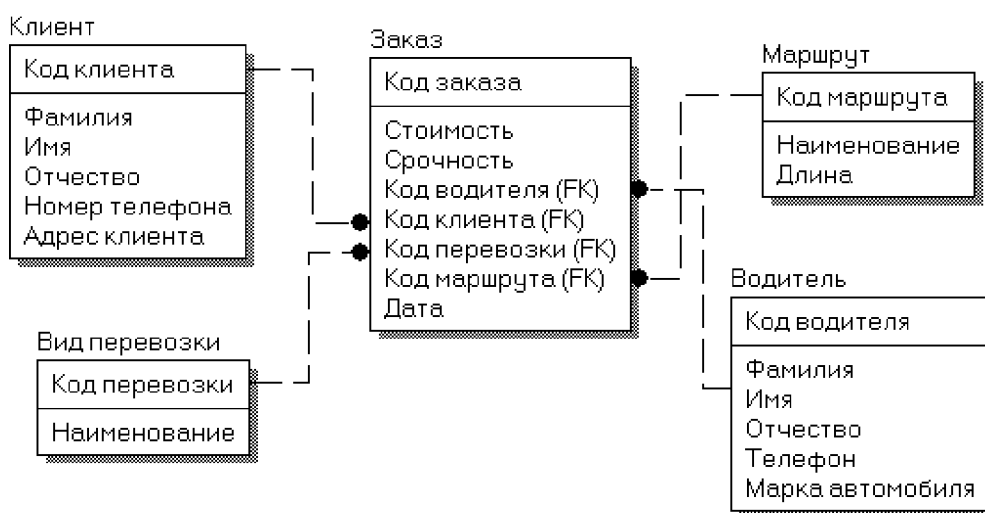 Клиент
Код клиента
Фамилия
Имя
Отчество
Номер телефона
Адрес клиента
Вид перевозки
Код перевозки
Наименование
Заказ
Код заказа
Стоимость
Срочность
Код водителя (FK)
Код клиента (FK)
Код перевозки (FK)
Код маршрута (FK)
Дата
Маршрут
Код маршрута
Наименование
Длина
Водитель
Код водителя
Фамилия
Имя
Отчество
Телефон
Марка автомобиля